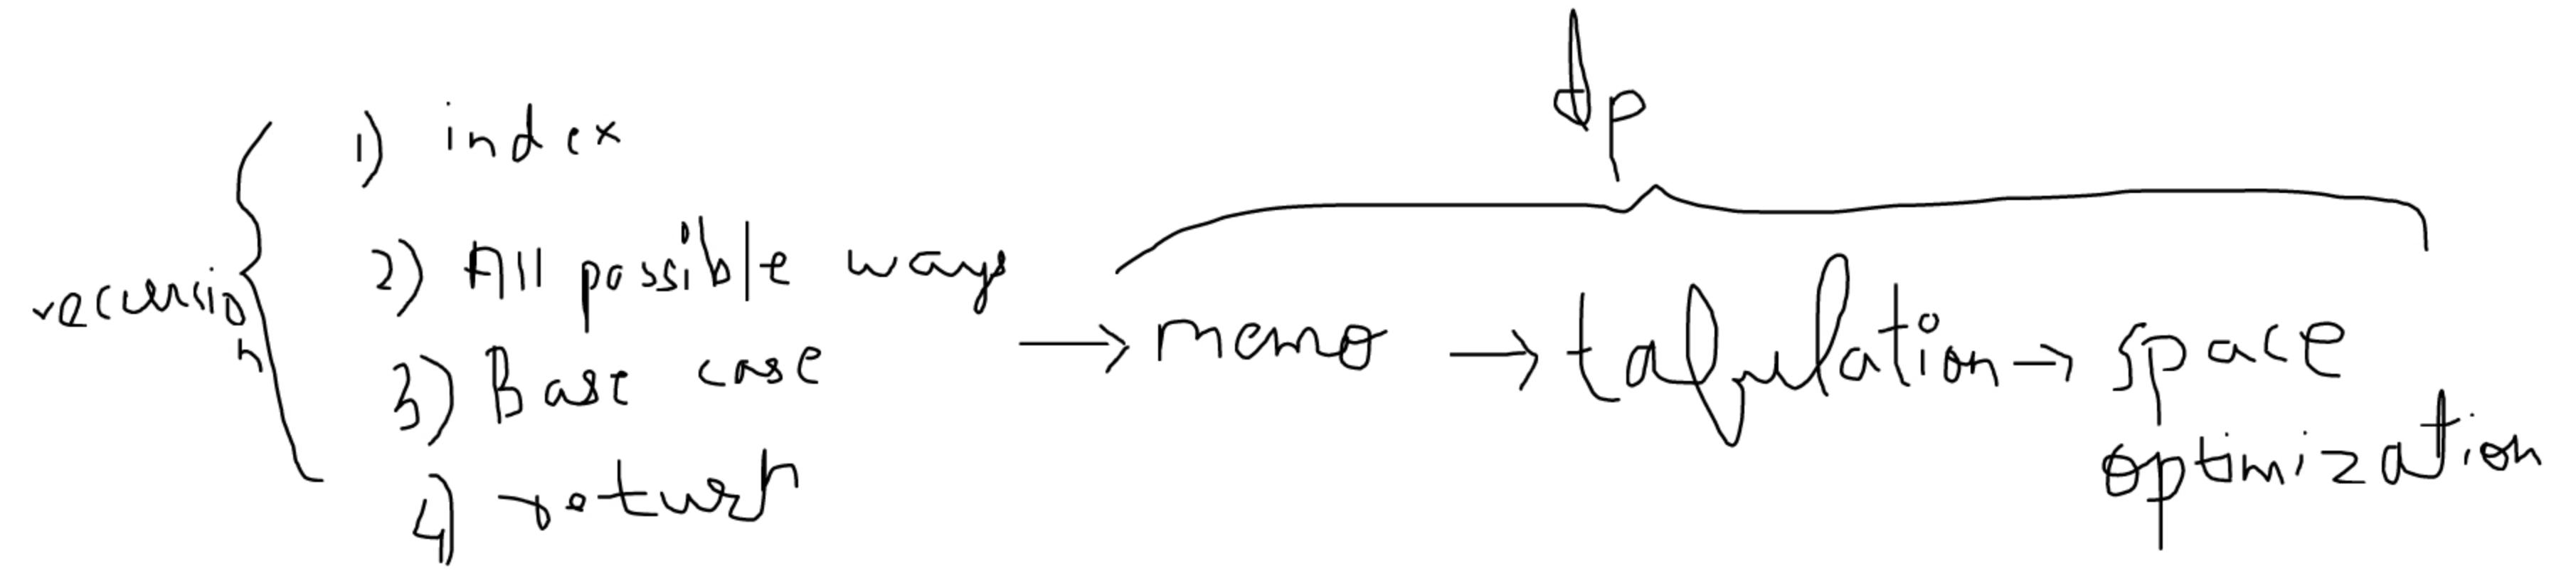 dp
recursion
1) index
2) All possible ways
3) Base case
4) return
→ memo → tabulation → space
optimization